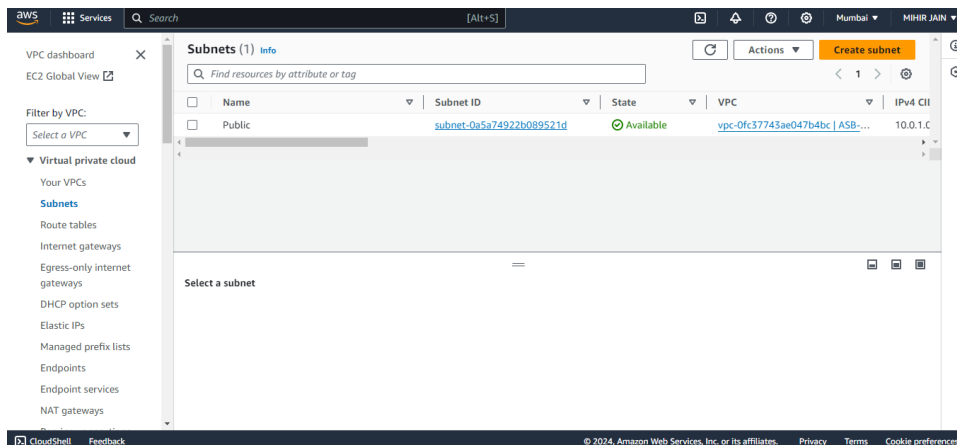 aws Services Search [Alt+S] Mumbai ▼ MIHIR JAIN ▼
VPC dashboard
EC2 Global View
Filter by VPC:
Select a VPC ▼
▼ Virtual private cloud
Your VPCs
Subnets
Route tables
Internet gateways
Egress-only internet
gateways
DHCP option sets
Elastic IPs
Managed prefix lists
Endpoints
Endpoint services
NAT gateways
Subnets (1) Info
Actions ▼ Create subnet
Find resources by attribute or tag
< 1 >
Name Subnet ID State VPC IPv4
Public subnet-0a5a74922b089521d Available vpc-0fc37743ae047b4bc | ASB-... 10.0.1.0
Select a subnet
CloudShell Feedback © 2024, Amazon Web Services, Inc. or its affiliates. Privacy Terms Cookie preferences